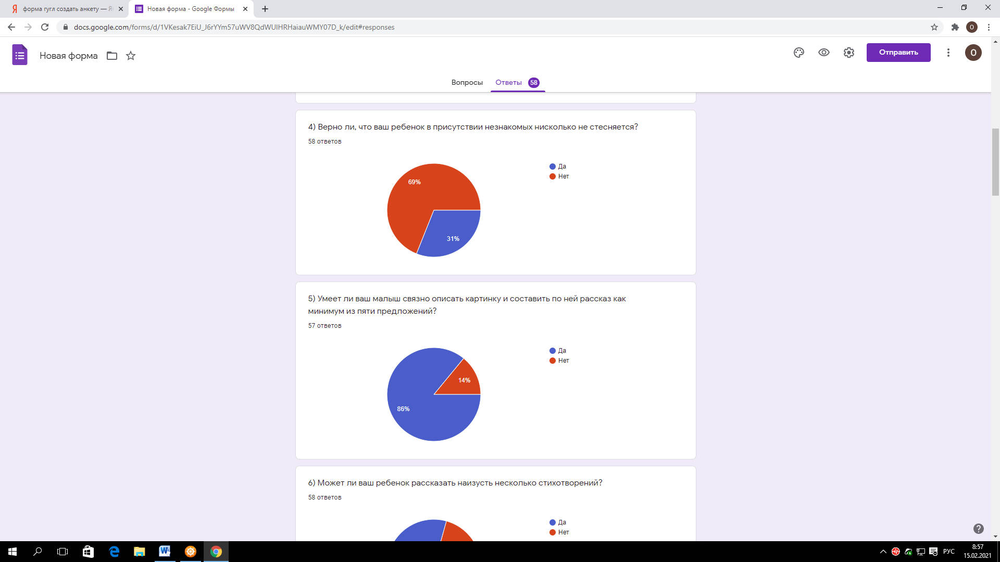 форма гугл создать анкету — Я
Новая форма - Google Формы
docs.google.com/forms/d/1VKesak7EiU_J6rYYm57uWV8QdWUIHRHaiauWMY07D_k/edit#responses
О
Новая форма
Отправить
О
Вопросы
Ответы
58
4) Верно ли, что ваш ребенок в присутствии незнакомых нисколько не стесняется?
58 ответов
Да
Нет
69%
31%
5) Умеет ли ваш малыш связно описать картинку и составить по ней рассказ как
минимум из пяти предложений?
57 ответов
Да
Нет
14%
86%
6) Может ли ваш ребенок рассказать наизусть несколько стихотворений?
58 ответов
Да
Нет
РУС
8:57
15.02.2021